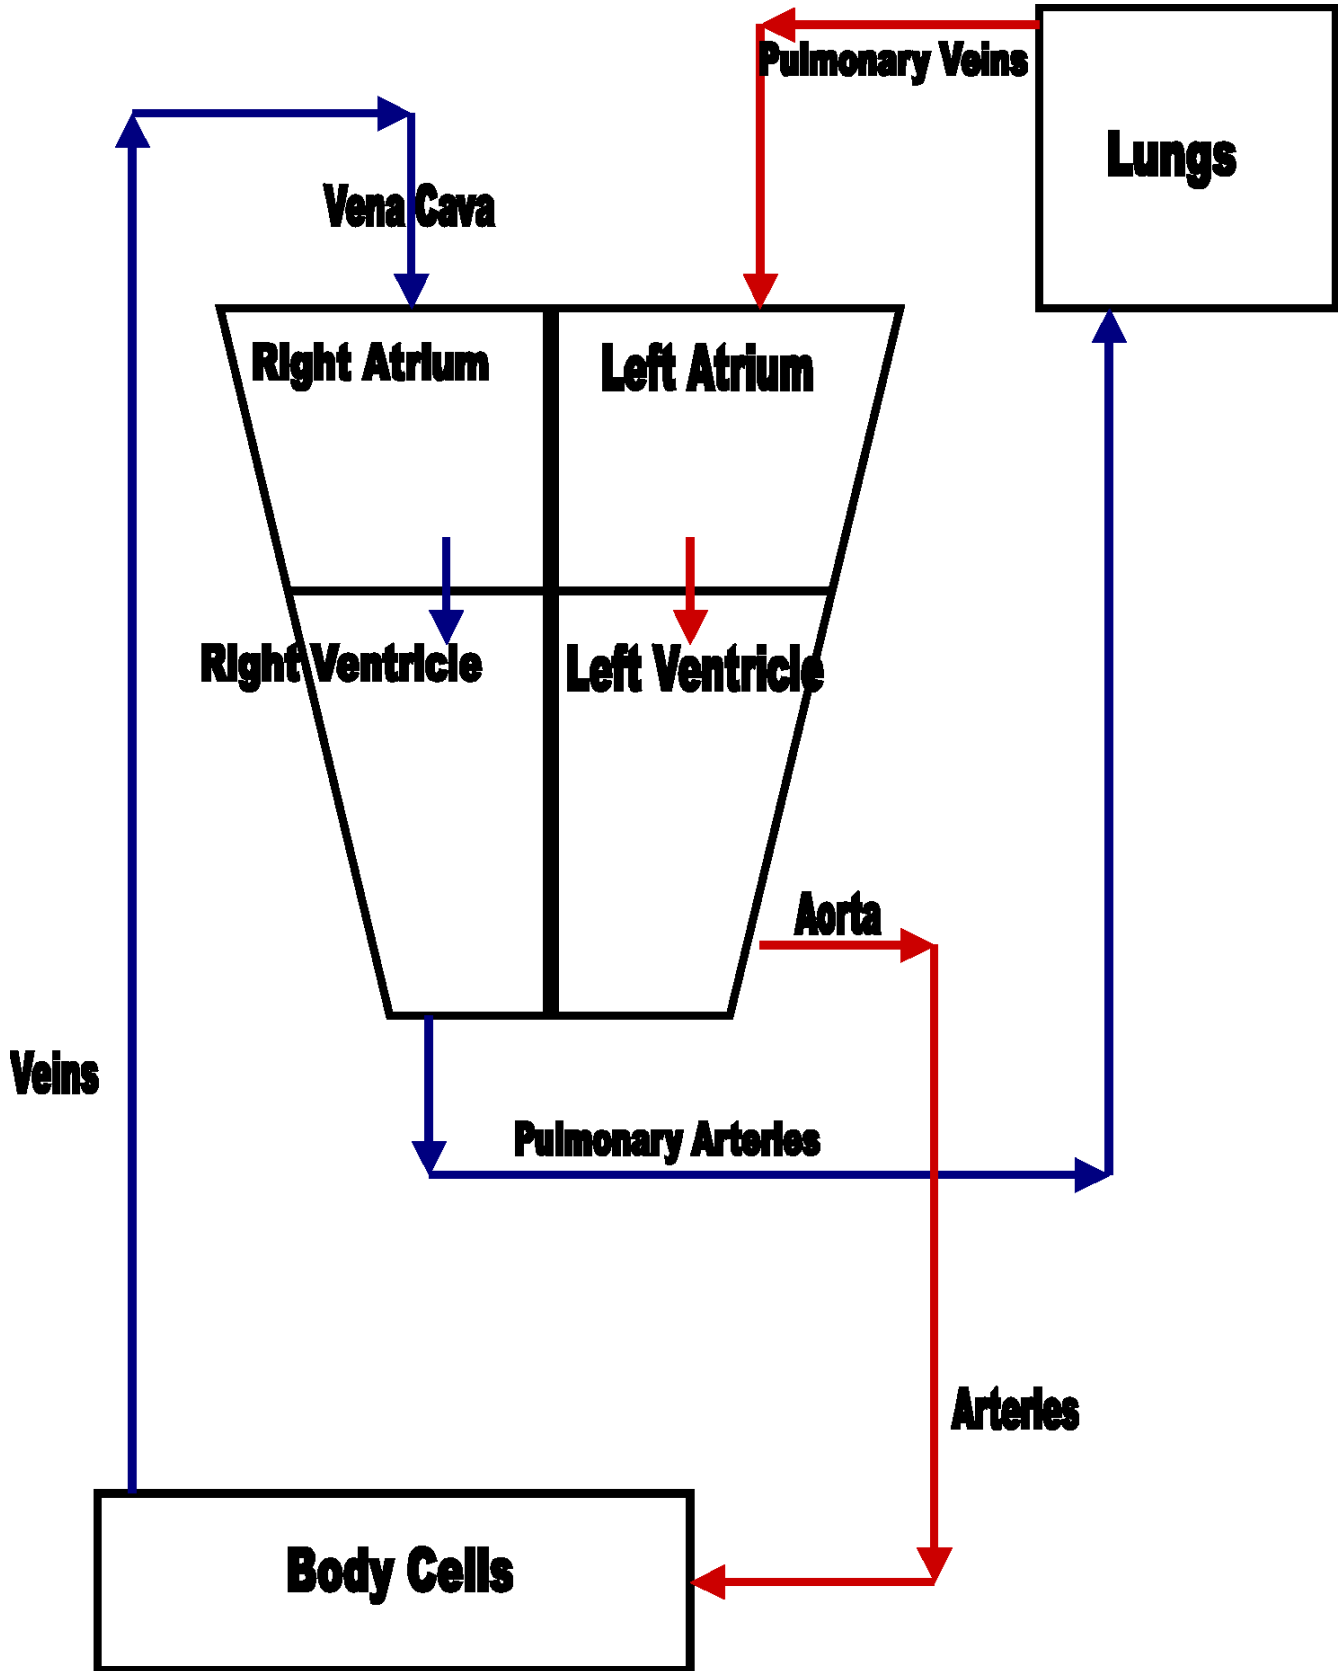 Pulmonary Veins
Lungs
Vena Cava
Right Atrium
Left Atrium
Right Ventricle
Left Ventricle
Aorta
Veins
Pulmonary Arteries
Arteries
Body Cells